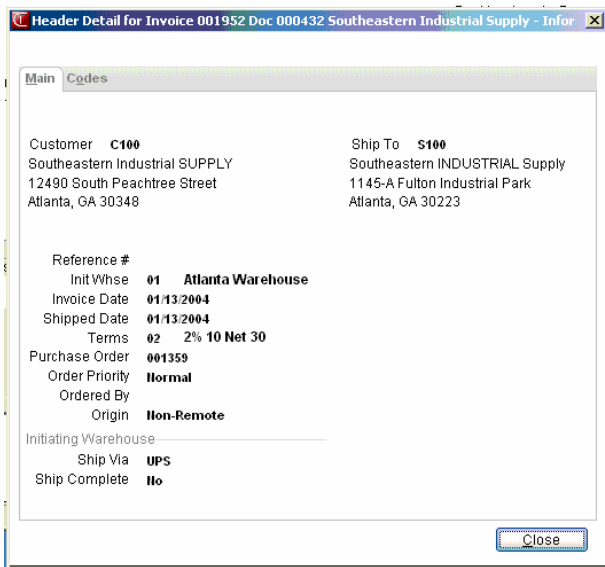 Header Detail for Invoice 001952 Doc 000432 Southeastern Industrial Supply - Infor
Main Codes
Customer C100
Southeastern Industrial SUPPLY
12490 South Peachtree Street
Atlanta, GA 30348
Ship To S100
Southeastern INDUSTRIAL Supply
1145-A Fulton Industrial Park
Atlanta, GA 30223
Reference #
Init Whse 01 Atlanta Warehouse
Invoice Date 01/13/2004
Shipped Date 01/13/2004
Terms 02 2% 10 Net 30
Purchase Order 001359
Order Priority Normal
Ordered By
Origin Non-Remote
Initiating Warehouse
Ship Via UPS
Ship Complete No
Close